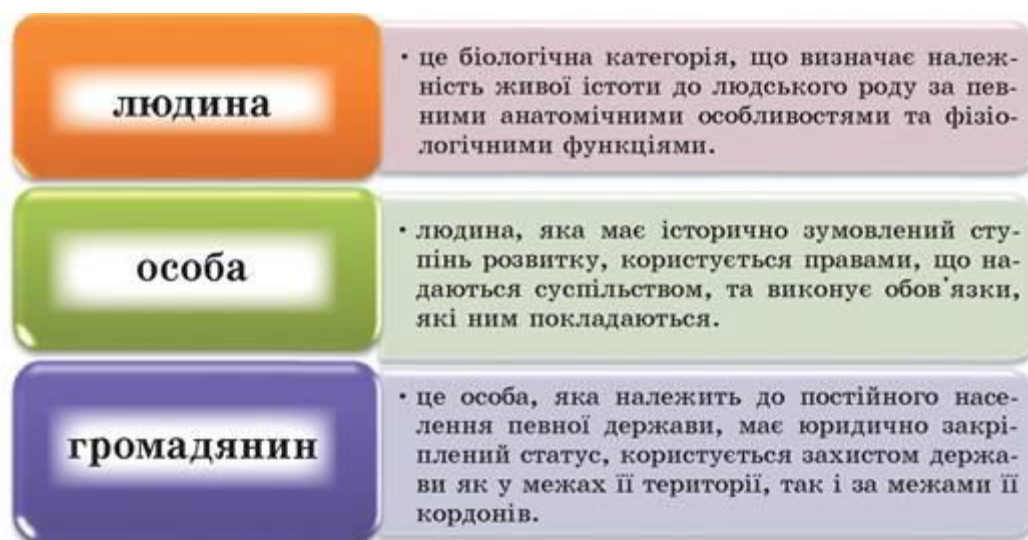 людина
• це біологічна категорія, що визначає належ-
ність живої істоти до людського роду за пев-
ними анатомічними особливостями та фізіо-
логічними функціями.
особа
• людина, яка має історично зумовлений сту-
пінь розвитку, користується правами, що на-
даються суспільством, та виконує обов'язки,
які ним покладаються.
громадянин
• це особа, яка належить до постійного насе-
лення певної держави, має юридично закрі-
плений статус, користується захистом держа-
ви як у межах її території, так і за межами її
кордонів.